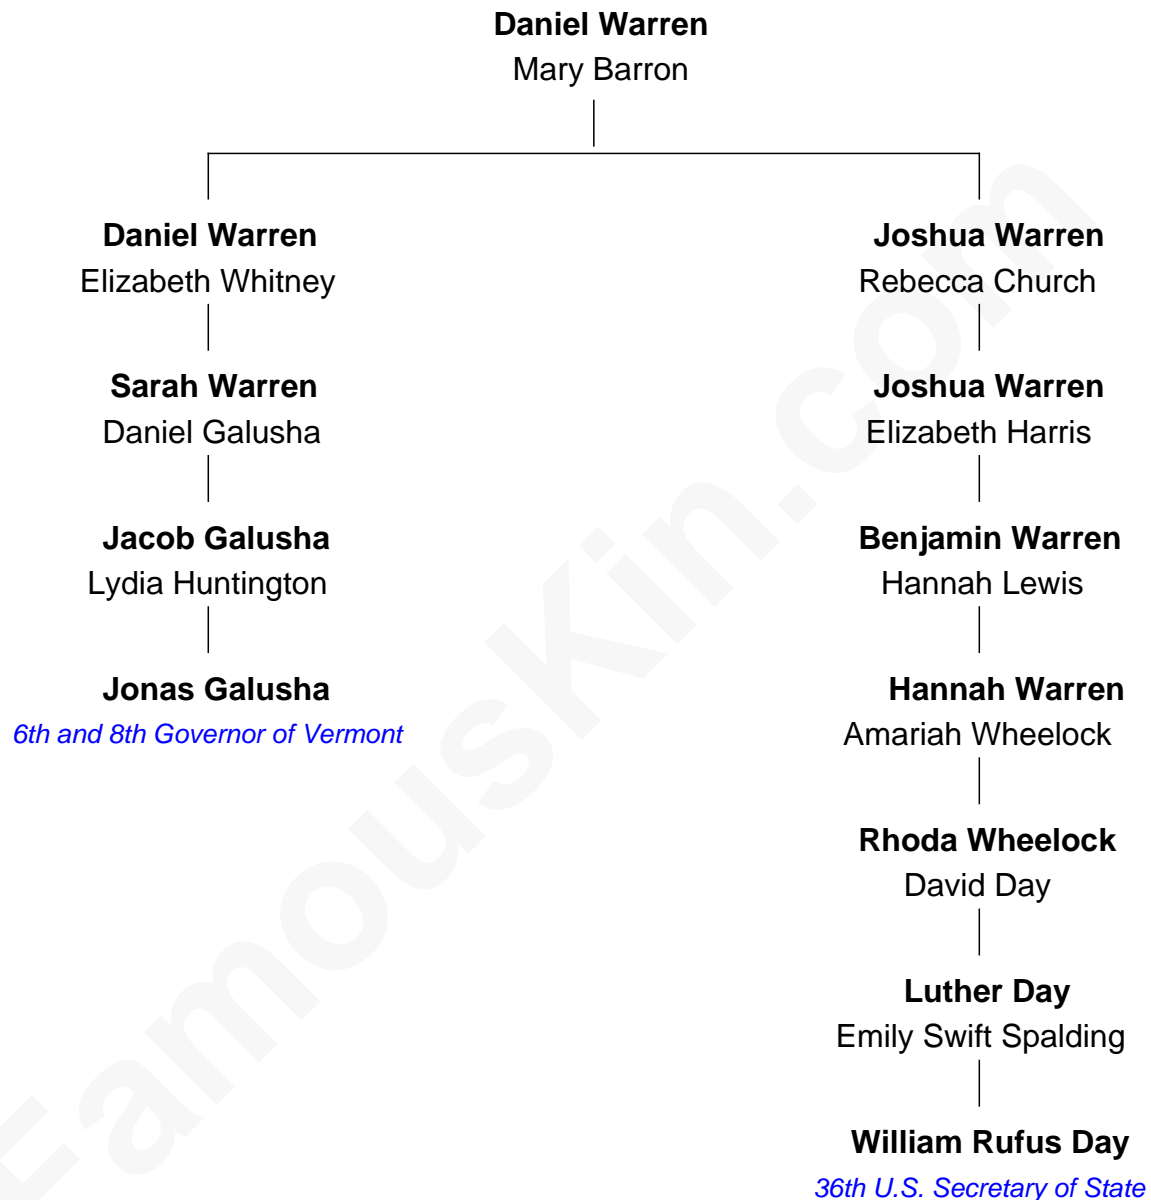 Daniel Warren
Mary Barron
Daniel Warren
Elizabeth Whitney
Sarah Warren
Daniel Galusha
Jacob Galusha
Lydia Huntington
Jonas Galusha
6th and 8th Governor of Vermont
Joshua Warren
Rebecca Church
Joshua Warren
Elizabeth Harris
Benjamin Warren
Hannah Lewis
Hannah Warren
Amariah Wheelock
Rhoda Wheelock
David Day
Luther Day
Emily Swift Spalding
William Rufus Day
36th U.S. Secretary of State
FamousKin.com